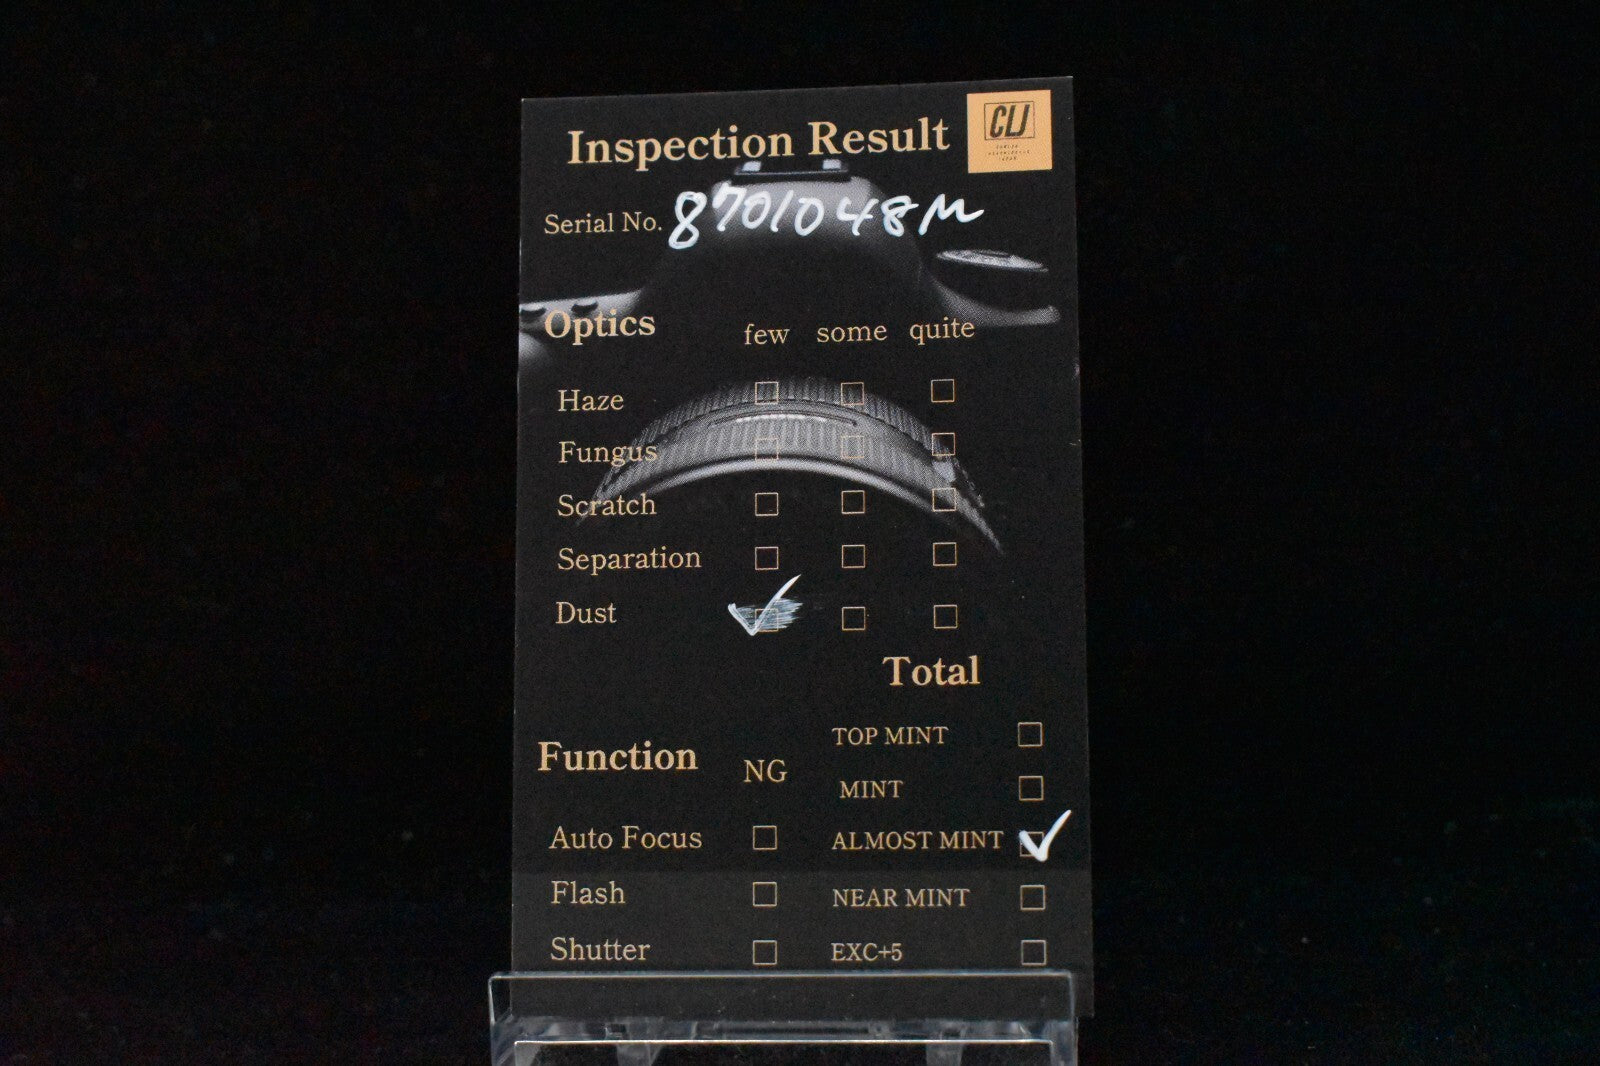 Inspection Result
CLJ
Serial No. 8701048M
Optics few some quite
Haze
Fungus
Scratch
Separation
Dust
Total
Function NG
TOP MINT
MINT
Auto Focus
ALMOST MINT
Flash
NEAR MINT
Shutter
EXC+5